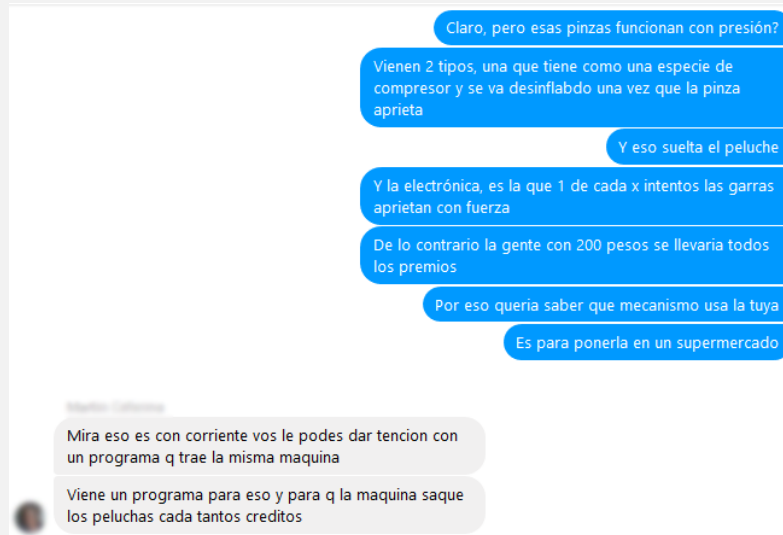 Claro, pero esas pinzas funcionan con presión?
Vienen 2 tipos, una que tiene como una especie de
compresor y se va desinflabdo una vez que la pinza
aprieta
Y eso suelta el peluche
Y la electrónica, es la que 1 de cada x intentos las garras
aprietan con fuerza
De lo contrario la gente con 200 pesos se llevaria todos
los premios
Por eso queria saber que mecanismo usa la tuya
Es para ponerla en un supermercado
Mira eso es con corriente vos le podes dar tencion con
un programa q trae la misma maquina
Viene un programa para eso y para q la maquina saque
los peluchas cada tantos creditos